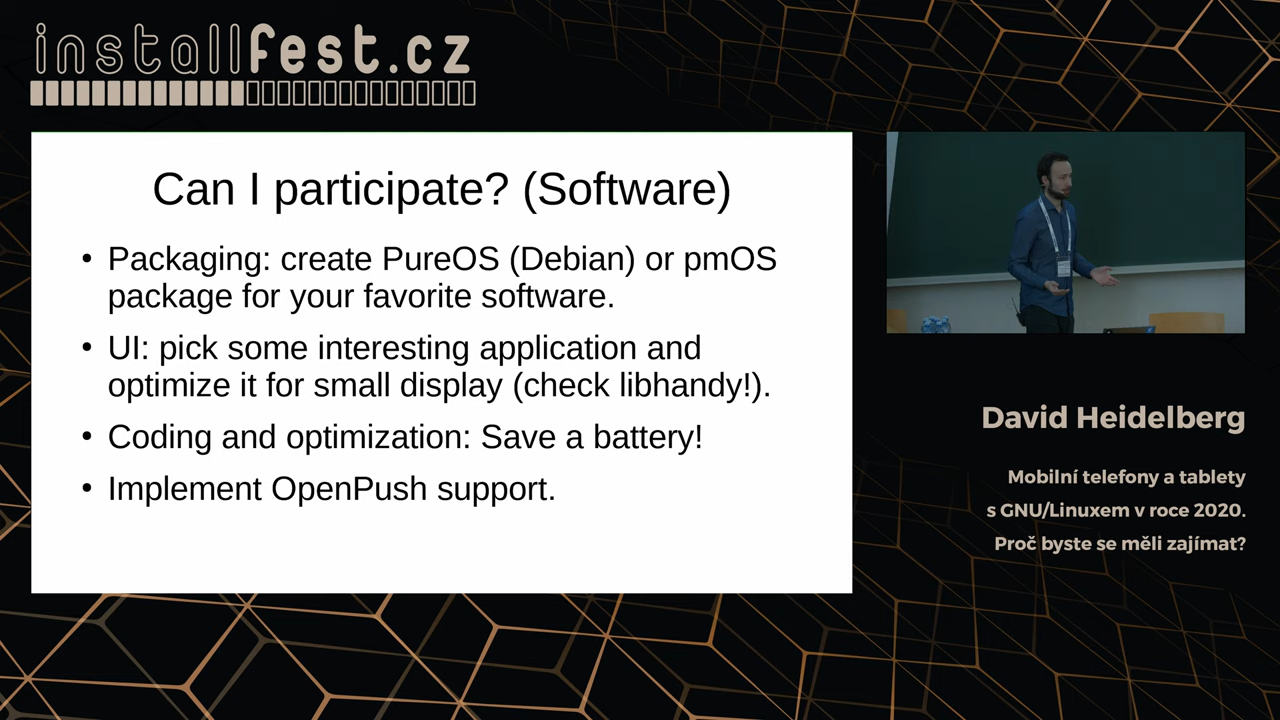 installfest.cz
Can I participate? (Software)
• Packaging: create PureOS (Debian) or pmOS
package for your favorite software.
• UI: pick some interesting application and
optimize it for small display (check libhandy!).
• Coding and optimization: Save a battery!
• Implement OpenPush support.
David Heidelberg
Mobilní telefony a tablety
s GNU/Linuxem v roce 2020.
Proč byste se měli zajímat?